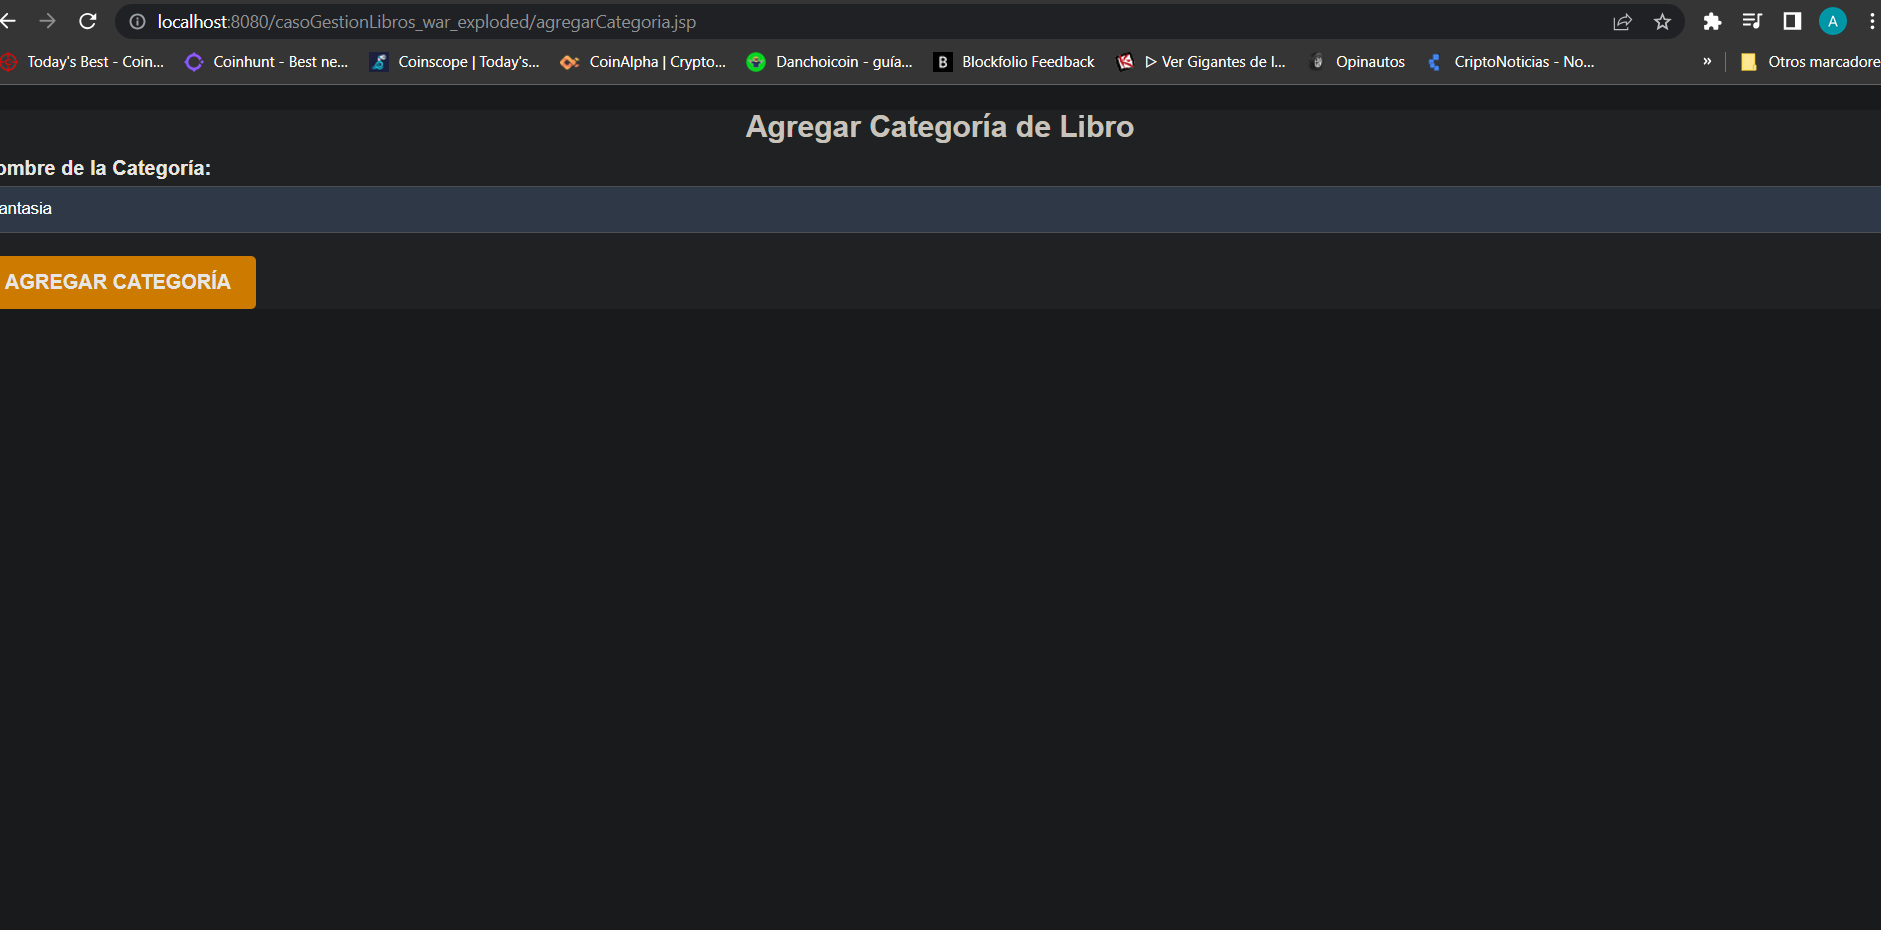 localhost:8080/casoGestionLibros_war_exploded/agregarCategoria.jsp
A
Today's Best - Coin... Coinhunt - Best ne... Coinscope | Today's... CoinAlpha | Crypto... Danchoicoin - guía... B Blockfolio Feedback ▷ Ver Gigantes de l... Opinautos CriptoNoticias - No... » Otros marcadore
Agregar Categoría de Libro
ombre de la Categoría:
antasia
AGREGAR CATEGORÍA